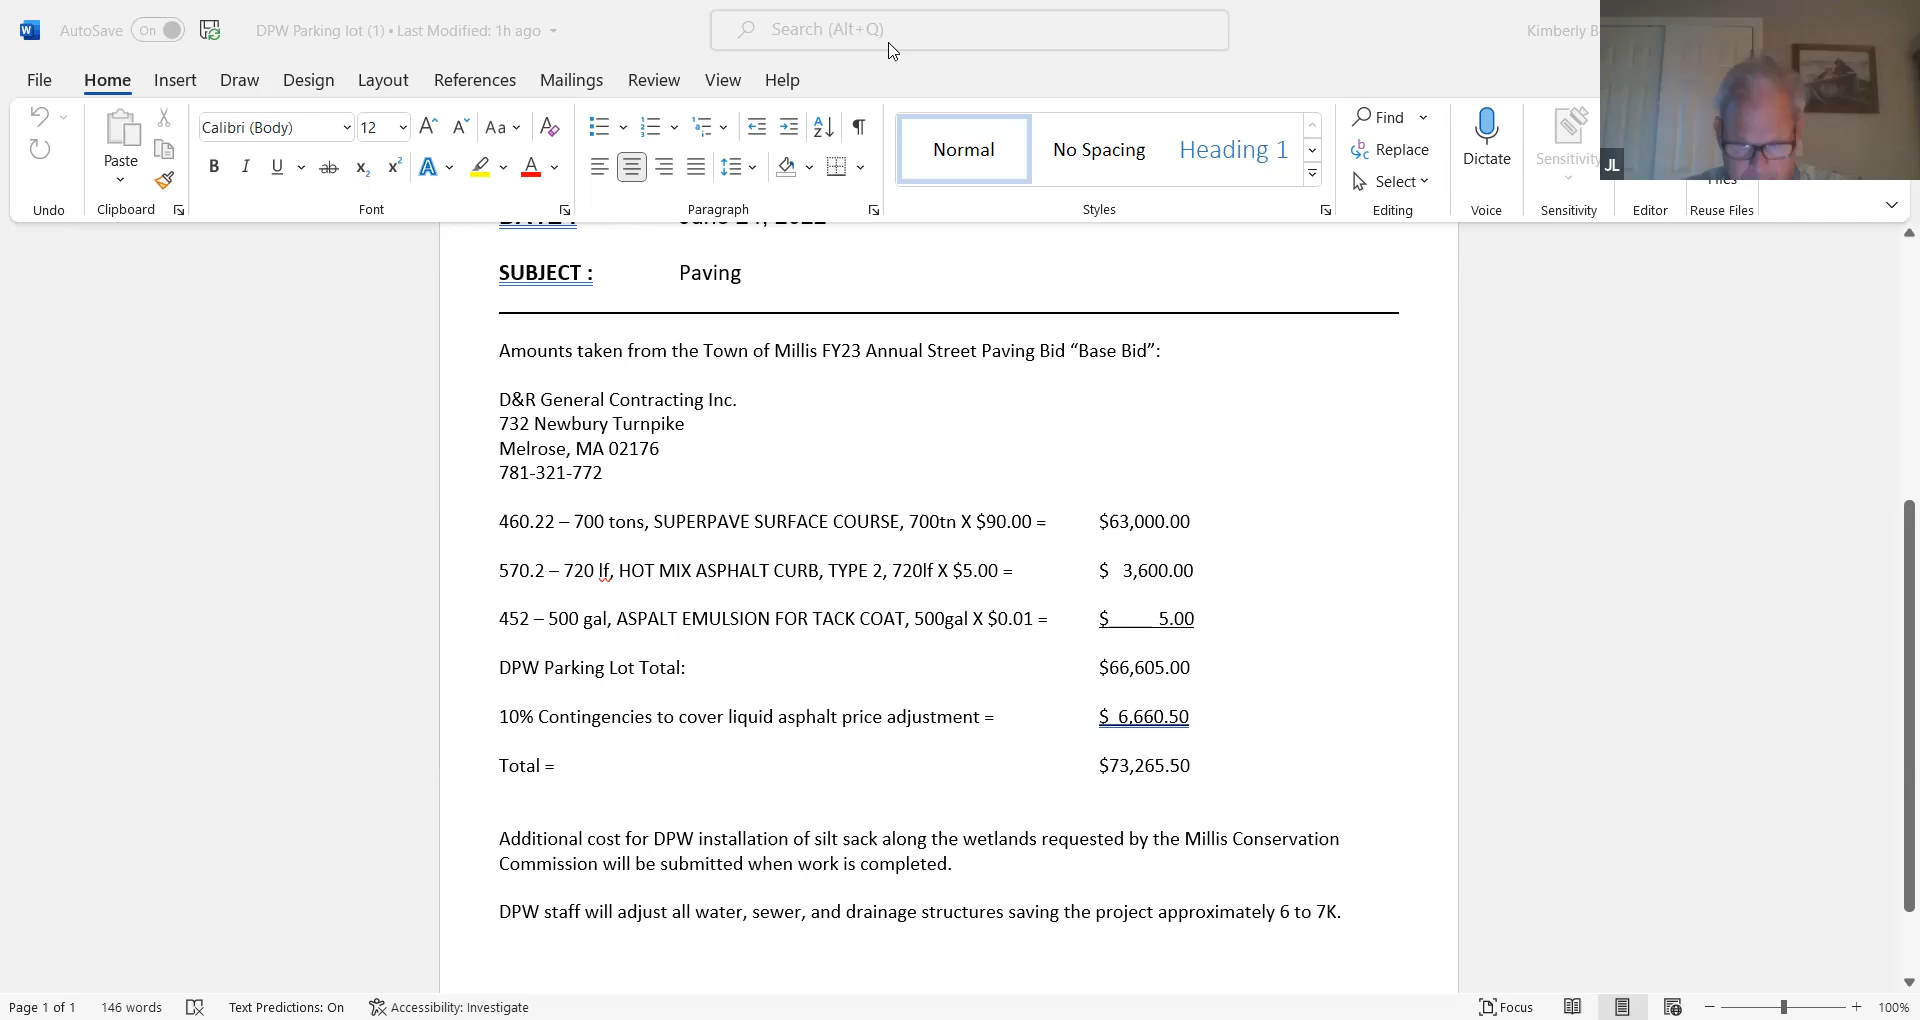 AutoSave On DPW Parking lot (1) • Last Modified: 1h ago Search (Alt+Q) Kimberly B
File Home Insert Draw Design Layout References Mailings Review View Help
Calibri (Body) 12 Aa Find
Paste B I U ab x₂ x² A A Normal No Spacing Heading 1 Replace Dictate Sensitivity JL
Select Files
Undo Clipboard Font Paragraph Styles Editing Voice Sensitivity Editor Reuse Files
SUBJECT : Paving
Amounts taken from the Town of Millis FY23 Annual Street Paving Bid “Base Bid”:
D&R General Contracting Inc.
732 Newbury Turnpike
Melrose, MA 02176
781-321-772
460.22 – 700 tons, SUPERPAVE SURFACE COURSE, 700tn X $90.00 = $63,000.00
570.2 – 720 lf, HOT MIX ASPHALT CURB, TYPE 2, 720lf X $5.00 = $ 3,600.00
452 – 500 gal, ASPALT EMULSION FOR TACK COAT, 500gal X $0.01 = $ 5.00
DPW Parking Lot Total: $66,605.00
10% Contingencies to cover liquid asphalt price adjustment = $ 6,660.50
Total = $73,265.50
Additional cost for DPW installation of silt sack along the wetlands requested by the Millis Conservation
Commission will be submitted when work is completed.
DPW staff will adjust all water, sewer, and drainage structures saving the project approximately 6 to 7K.
Page 1 of 1 146 words Text Predictions: On Accessibility: Investigate Focus 100%